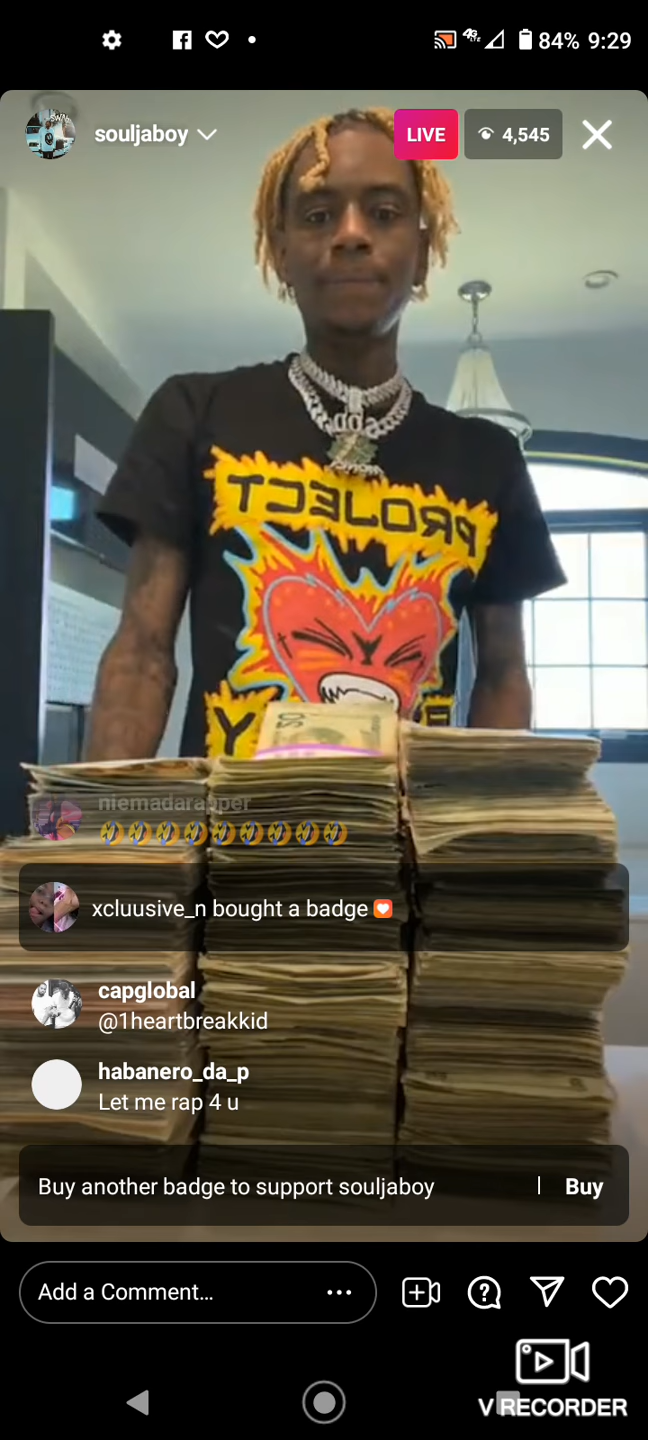 84% 9:29
souljaboy
LIVE
4,545
PROJECT
niemadarapper
🤣🤣🤣🤣🤣🤣🤣🤣🤣
xcluusive_n bought a badge
capglobal
@1heartbreakkid
habanero_da_p
Let me rap 4 u
Buy another badge to support souljaboy | Buy
Add a Comment...
V RECORDER